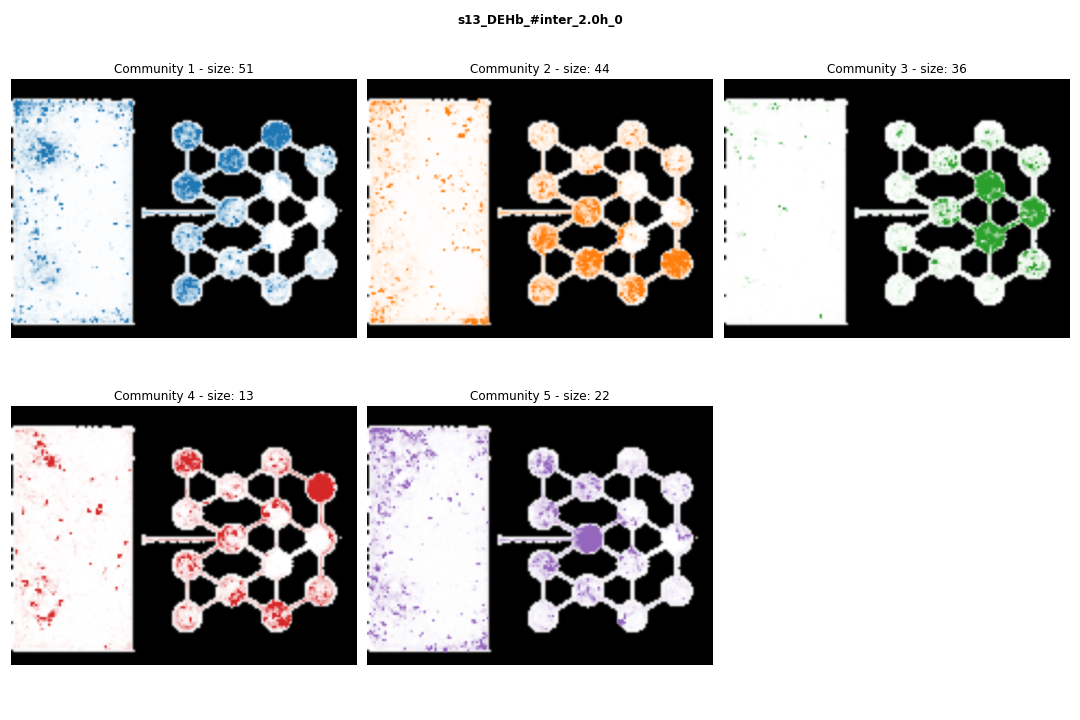 s13_DEHb_#inter_2.0h_0
Community 1 - size: 51
Community 2 - size: 44
Community 3 - size: 36
Community 4 - size: 13
Community 5 - size: 22